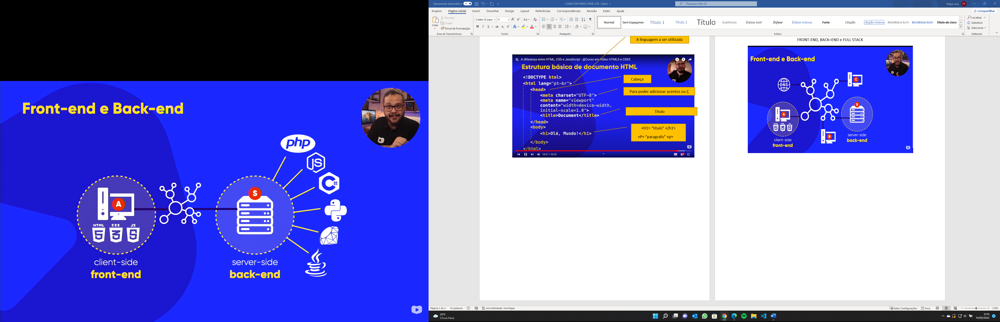 Front-end e Back-end
php
JS
C#
A
S
HTML CSS JS
5 3 5
client-side
front-end
server-side
back-end
Salvamento Automático
CURSO EM VIDEO HTML CSS • Salvo
Pesquisar (Alt+G)
felipe rosa
FR
Arquivo
Página Inicial
Inserir
Desenhar
Design
Layout
Referências
Correspondências
Revisão
Exibir
Ajuda
Compartilhar
Colar
Recortar
Copiar
Pincel de Formatação
Área de Transferência
Calibri (Corpo
11
Aa
N I S ab x₂ x²
Fonte
Parágrafo
Normal
Sem Espaçamen
Título 1
Título 2
Título
Subtítulo
Ênfase Sutil
Ênfase
Ênfase Intensa
Forte
Citação
Citação Intensa
REFERÊNCIA SUTIL
REFERÊNCIA INTEN
Título do Livro
Estilos
Localizar
Substituir
Selecionar
Editando
A linguagem a ser utilizada
A diferença entre HTML, CSS e JavaScript - @Curso em Vídeo HTML5 e CSS3
Estrutura básica de documento HTML
<!DOCTYPE html>
<html lang="pt-br">
<head>
<meta charset="UTF-8">
<meta name="viewport"
content="width=device-width,
initial-scale=1.0">
<title>Document</title>
</head>
<body>
<h1>Olá, Mundo!</h1>
</body>
</html>
24:21 / 26:32
Cabeça
Para poder adicionar acentos ou Ç
Titulo
<H1> “titulo” </h1>
<P> “paragrafo” <p>
FRONT-END, BACK=END e FULL STACK
Front-end e Back-end
DNS
C
A
S
B
HTML CSS JS
5 3 5
client-side
front-end
server-side
back-end
Página 2 de 2
33 palavras
Acessibilidade: investigar
Exibir Configurações
Foco
130%
23°C
Chuva fraca
21:15
14/03/2022
1